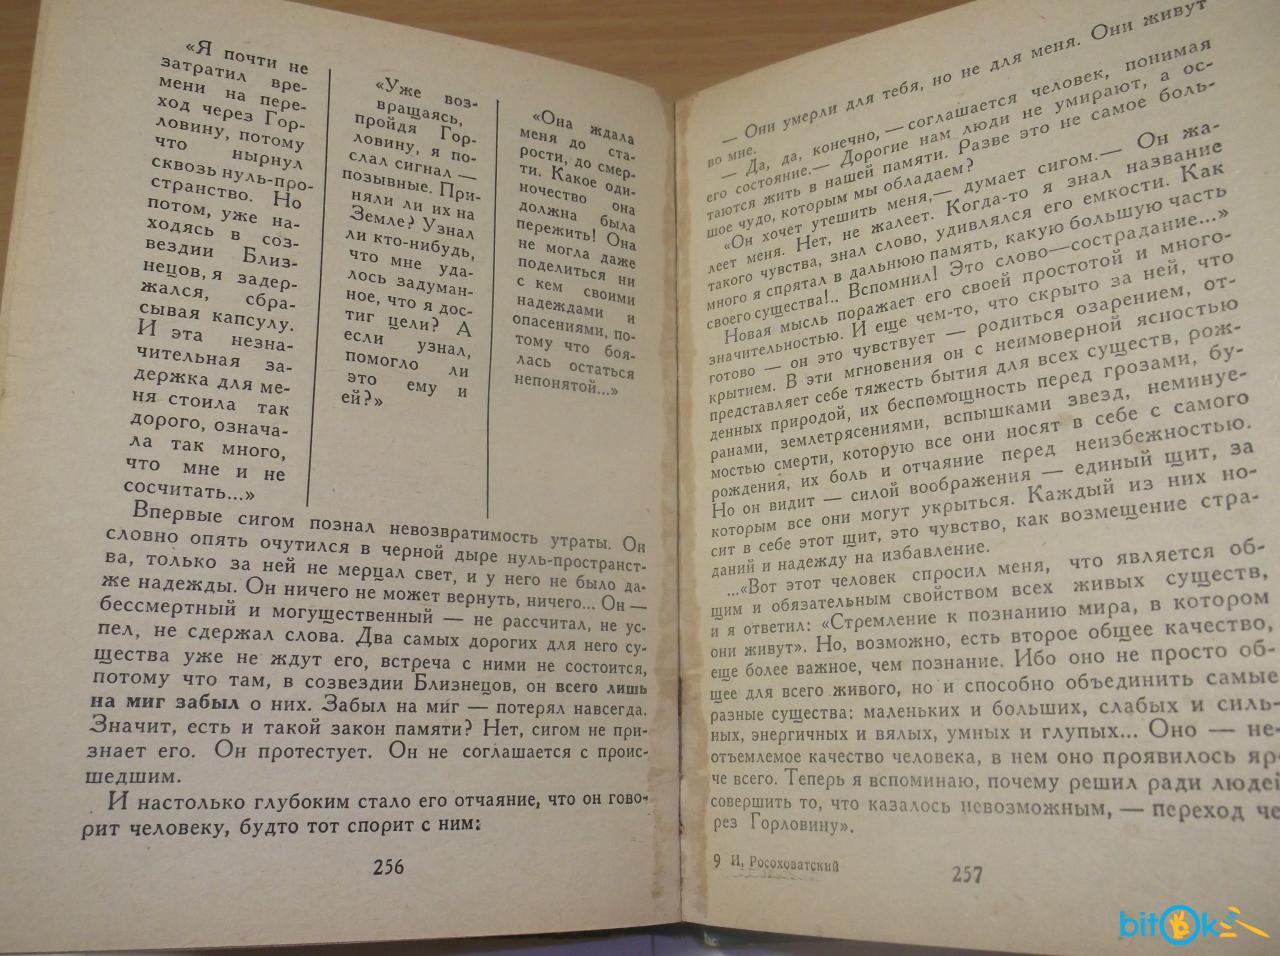 «Я почти не
затратил вре-
мени на пере-
ход через Гор-
ловину, потому
что нырнул
сквозь нуль-про-
странство. Но
потом, уже на-
ходясь в соз-
вездии Близ-
нецов, я задер-
жался, сбра-
сывая капсулу.
И эта незна-
чительная за-
держка для ме-
ня стоила так
дорого, означа-
ла так много,
что мне и не
сосчитать...»
«Уже воз-
вращаясь,
пройдя Гор-
ловину, я по-
слал сигнал —
позывные. При-
няли ли их на
Земле? Узнал
ли кто-нибудь,
что мне уда-
лось задуман-
ное, что я дос-
тиг цели? А
если узнал,
помогло ли
это ему и
ей?»
«Она ждала
меня до ста-
рости, до смер-
ти. Какое оди-
ночество она
должна была
пережить! Она
не могла даже
поделиться ни
с кем своими
надеждами и
опасениями, по-
тому что боя-
лась остаться
непонятой...»
Впервые сигом познал невозвратимость утраты. Он
словно опять очутился в черной дыре нуль-пространст-
ва, только за ней не мерцал свет, и у него не было да-
же надежды. Он ничего не может вернуть, ничего... Он —
бессмертный и могущественный — не рассчитал, не ус-
пел, не сдержал слова. Два самых дорогих для него су-
щества уже не ждут его, встреча с ними не состоится,
потому что там, в созвездии Близнецов, он всего лишь
на миг забыл о них. Забыл на миг — потерял навсегда.
Значит, есть и такой закон памяти? Нет, сигом не при-
знает его. Он протестует. Он не соглашается с проис-
шедшим.
И настолько глубоким стало его отчаяние, что он гово-
рит человеку, будто тот спорит с ним:
256
— Они умерли для тебя, но не для меня. Они живут
во мне.
— Да, да, конечно, — соглашается человек, понимая
его состояние.— Дорогие нам люди не умирают, а ос-
таются жить в нашей памяти. Разве это не самое боль-
шое чудо, которым мы обладаем?
«Он хочет утешить меня,— думает сигом.— Он жа-
леет меня. Нет, не жалеет. Когда-то я знал название
такого чувства, знал слово, удивлялся его емкости. Как
много я спрятал в дальнюю память, какую большую часть
своего существа!.. Вспомнил! Это слово—сострадание...»
Новая мысль поражает его своей простотой и много-
значительностью. И еще чем-то, что скрыто за ней, что
готово — он это чувствует — родиться озарением, от-
крытием. В эти мгновения он с неимоверной ясностью
представляет себе тяжесть бытия для всех существ, рож-
денных природой, их беспомощность перед грозами, бу-
ранами, землетрясениями, вспышками звезд, неминуе-
мостью смерти, которую все они носят в себе с самого
рождения, их боль и отчаяние перед неизбежностью.
Но он видит — силой воображения — единый щит, за
которым все они могут укрыться. Каждый из них но-
сит в себе этот щит, это чувство, как возмещение стра-
даний и надежду на избавление.
...«Вот этот человек спросил меня, что является об-
щим и обязательным свойством всех живых существ,
и я ответил: «Стремление к познанию мира, в котором
они живут». Но, возможно, есть второе общее качество,
еще более важное, чем познание. Ибо оно не просто об-
щее для всего живого, но и способно объединить самые
разные существа: маленьких и больших, слабых и силь-
ных, энергичных и вялых, умных и глупых... Оно — не-
отъемлемое качество человека, в нем оно проявилось яр-
че всего. Теперь я вспоминаю, почему решил ради людей
совершить то, что казалось невозможным, — переход че-
рез Горловину».
9 И. Росоховатский
257
bitOk